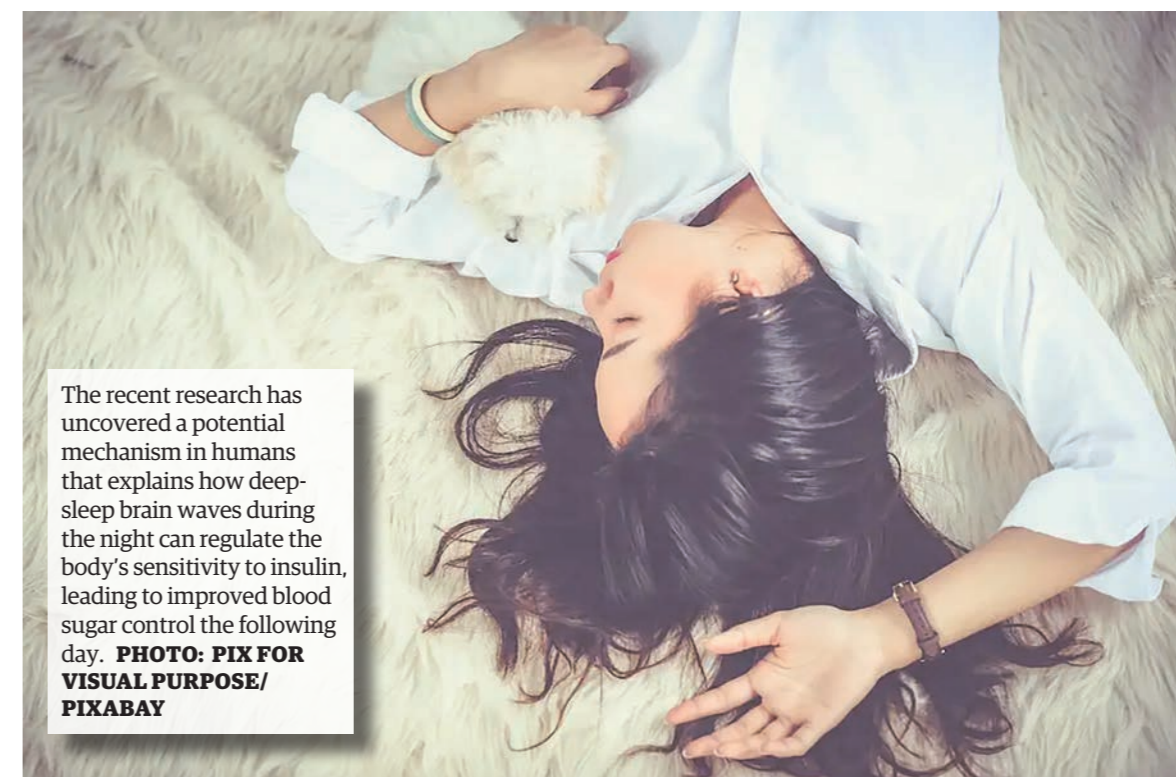 The recent research has
uncovered a potential
mechanism in humans
that explains how deep-
sleep brain waves during
the night can regulate the
body’s sensitivity to insulin,
leading to improved blood
sugar control the following
day. PHOTO: PIX FOR
VISUAL PURPOSE/
PIXABAY